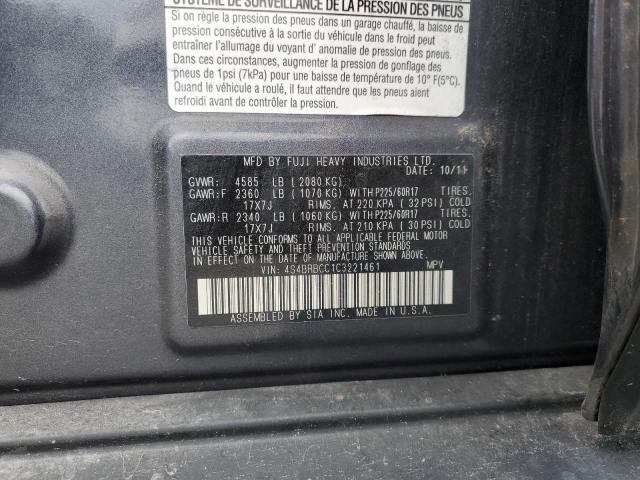 SYSTÈME DE SURVEILLANCE DE LA PRESSION DES PNEUS
Si on règle la pression des pneus dans un garage chauffé, la baisse de
pression consécutive à la sortie du véhicule dans le froid peut
entraîner l'allumage du voyant d' anomalie de pression des pneus.
Dans ces circonstances, augmenter la pression de gonflage des
pneus de 1psi (7kPa) pour une baisse de température de 10° F(5°C).
Quand le véhicule a roulé, il faut attendre que les pneus aient
refroidi avant de contrôler la pression.
MFD BY FUJI HEAVY INDUSTRIES LTD.
DATE: 10/11
GVWR: 4585 LB ( 2080 KG)
GAWR:F 2360 LB ( 1070 KG) WITH P225/60R17 TIRES.
17X7J RIMS. AT 220 KPA ( 32 PSI) COLD
GAWR:R 2340 LB ( 1060 KG) WITH P225/60R17 TIRES.
17X7J RIMS. AT 210 KPA ( 30 PSI) COLD
THIS VEHICLE CONFORMS TO ALL APPLICABLE FEDERAL MOTOR
VEHICLE SAFETY AND THEFT PREVENTION STANDARDS IN EFFECT
ON THE DATE OF MANUFACTURE SHOWN ABOVE.
VIN: 4S4BRBCC1C3221461 MPV
ASSEMBLED BY SIA INC. MADE IN U.S.A.